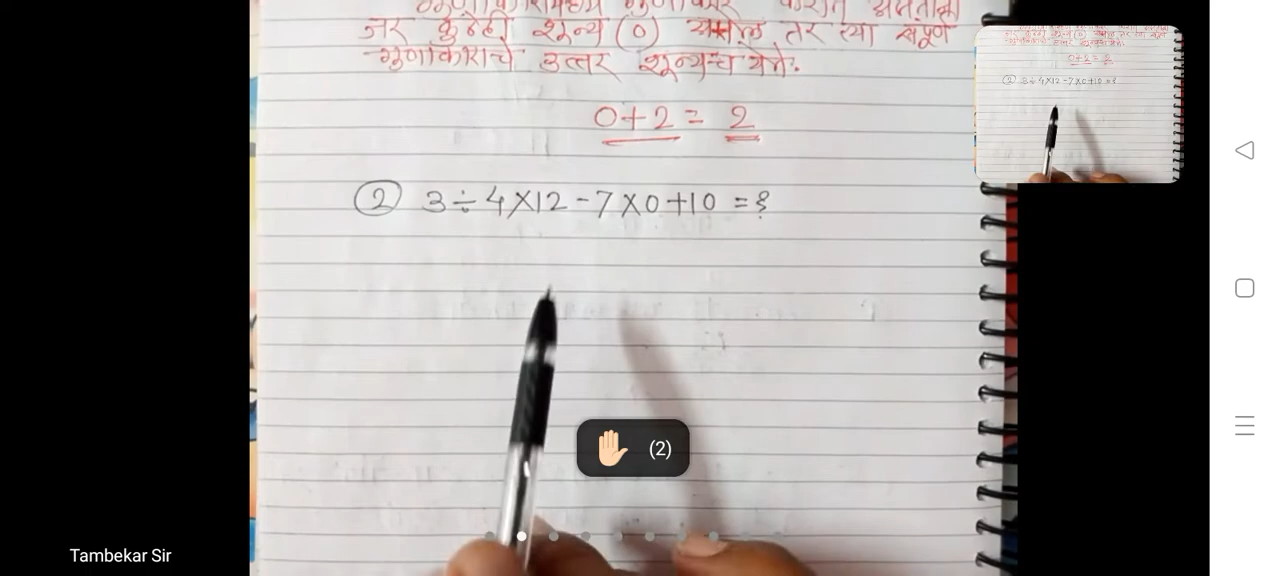 जर कुठेही शून्य (0) असेल तर त्या संपूर्ण
गुणाकाराचे उत्तर शून्यच येते.
0+2 = 2
② 3÷4×12-7×0+10 =?
(2)
Tambekar Sir